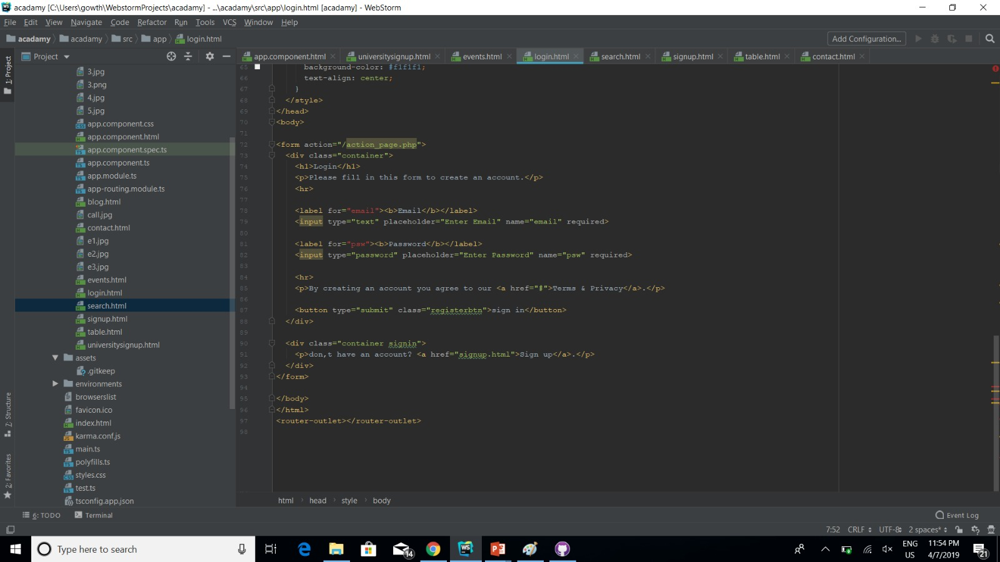 acadamy [C:\Users\gowth\WebstormProjects\acadamy] - ...\acadamy\src\app\login.html [acadamy] - WebStorm
File Edit View Navigate Code Refactor Run Tools VCS Window Help
acadamy acadamy src app login.html Add Configuration...
1: Project
Project
app.component.html universitysignup.html events.html login.html search.html signup.html table.html contact.html
3.jpg
3.png
4.jpg
5.jpg
app.component.css
app.component.html
app.component.spec.ts
app.component.ts
app.module.ts
app-routing.module.ts
blog.html
call.jpg
contact.html
e1.jpg
e2.jpg
e3.jpg
events.html
login.html
search.html
signup.html
table.html
universitysignup.html
assets
.gitkeep
environments
browserslist
favicon.ico
index.html
karma.conf.js
main.ts
polyfills.ts
styles.css
test.ts
tsconfig.app.json
Z: Structure
2: Favorites
65 background-color: #f1f1f1;
66 text-align: center;
67 }
68 </style>
69 </head>
70 <body>
71
72 <form action="/action_page.php">
73 <div class="container">
74 <h1>Login</h1>
75 <p>Please fill in this form to create an account.</p>
76 <hr>
77
78 <label for="email"><b>Email</b></label>
79 <input type="text" placeholder="Enter Email" name="email" required>
80
81 <label for="psw"><b>Password</b></label>
82 <input type="password" placeholder="Enter Password" name="psw" required>
83
84 <hr>
85 <p>By creating an account you agree to our <a href="#">Terms & Privacy</a>.</p>
86
87 <button type="submit" class="registerbtn">sign in</button>
88 </div>
89
90 <div class="container signin">
91 <p>don,t have an account? <a href="signup.html">Sign up</a>.</p>
92 </div>
93 </form>
94
95 </body>
96 </html>
97 <router-outlet></router-outlet>
98
html head style body
6: TODO Terminal Event Log
7:52 CRLF UTF-8 2 spaces*
Type here to search
14
ENG
US
11:54 PM
4/7/2019
21